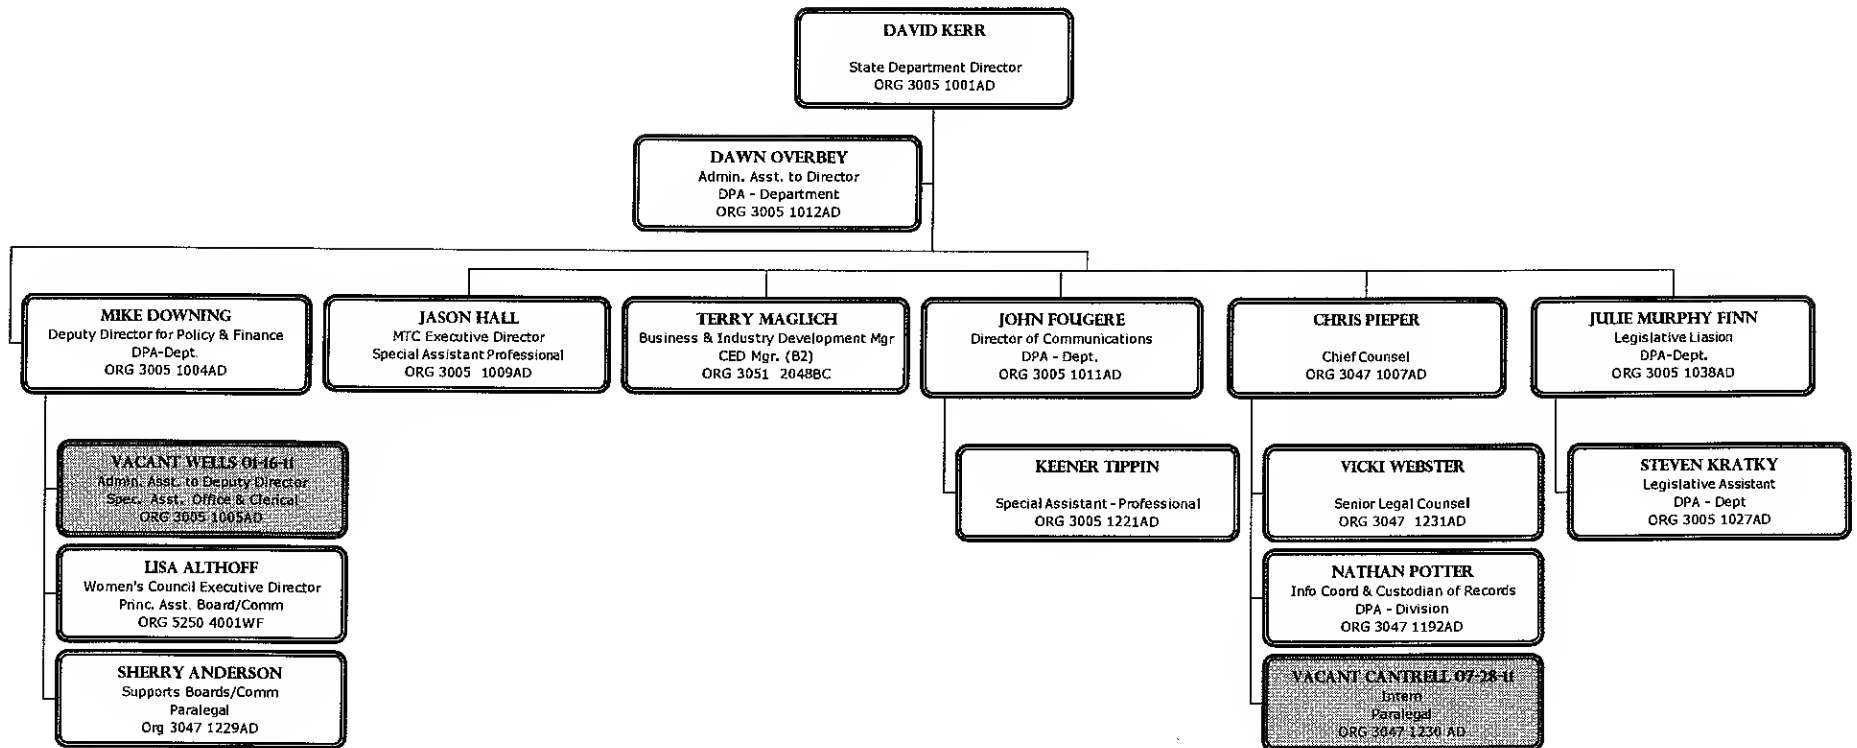 DAVID KERR
State Department Director
ORG 3005 1001AD
DAWN OVERBEY
Admin. Asst. to Director
DPA - Department
ORG 3005 1012AD
MIKE DOWNING
Deputy Director for Policy & Finance
DPA-Dept.
ORG 3005 1004AD
JASON HALL
MTC Executive Director
Special Assistant Professional
ORG 3005 1009AD
TERRY MAGLICH
Business & Industry Development Mgr
CED Mgr. (B2)
ORG 3051 2048BC
JOHN FOUGERE
Director of Communications
DPA - Dept.
ORG 3005 1011AD
CHRIS PIEPER
Chief Counsel
ORG 3047 1007AD
JULIE MURPHY FINN
Legislative Liasion
DPA-Dept.
ORG 3005 1038AD
VACANT WELLS 01-16-11
Admin. Asst. to Deputy Director
Spec. Asst. Office & Clerical
ORG 3005 1005AD
LISA ALTHOFF
Women's Council Executive Director
Princ. Asst. Board/Comm
ORG 5250 4001WF
SHERRY ANDERSON
Supports Boards/Comm
Paralegal
Org 3047 1229AD
KEENER TIPPIN
Special Assistant - Professional
ORG 3005 1221AD
VICKI WEBSTER
Senior Legal Counsel
ORG 3047 1231AD
NATHAN POTTER
Info Coord & Custodian of Records
DPA - Division
ORG 3047 1192AD
VACANT CANTRELL 07-28-11
Intern
Paralegal
ORG 3047 1230 AD
STEVEN KRATKY
Legislative Assistant
DPA - Dept
ORG 3005 1027AD